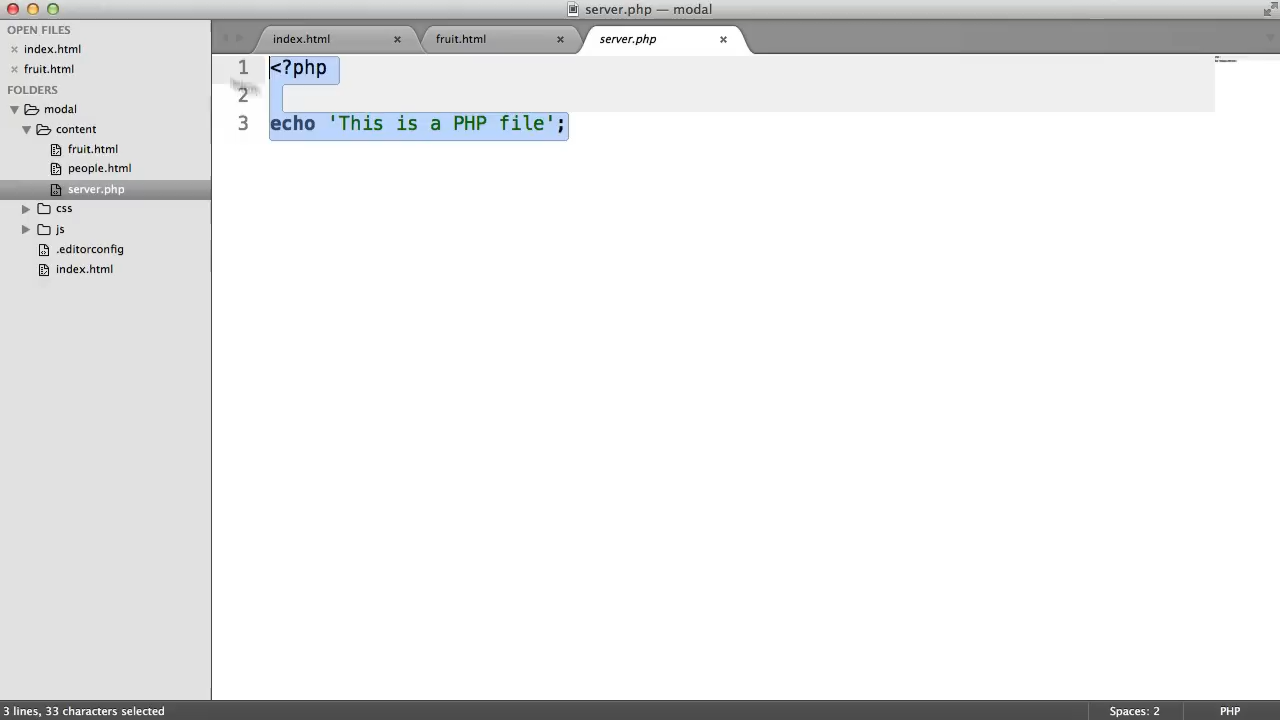 server.php — modal
OPEN FILES
index.html
fruit.html
FOLDERS
modal
content
fruit.html
people.html
server.php
css
js
.editorconfig
index.html
index.html
fruit.html
server.php
1 <?php
2
3 echo 'This is a PHP file';
3 lines, 33 characters selected
Spaces: 2
PHP